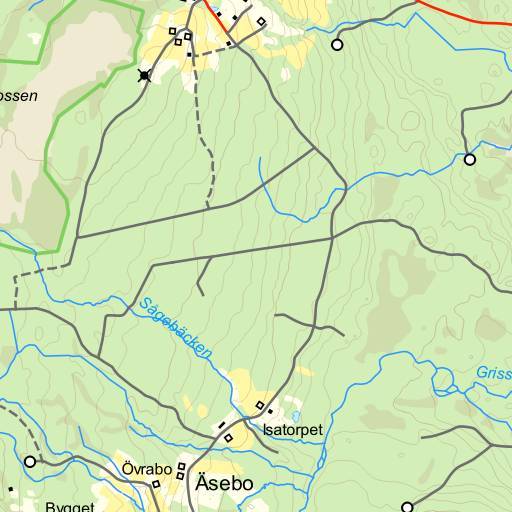 ossen
Sågebäcken
Griss
Isatorpet
Övrabo
Äsebo
Bygget